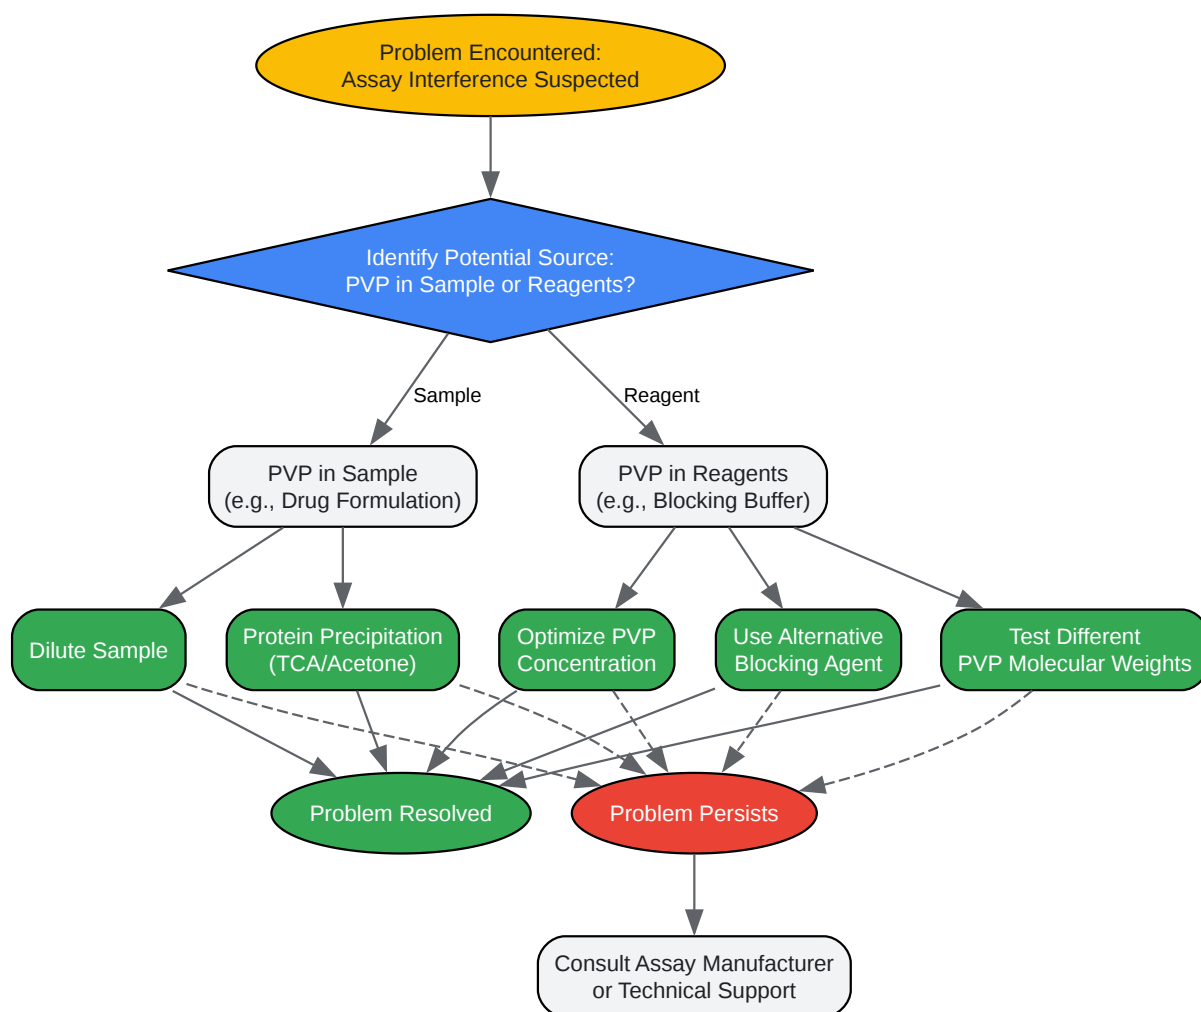 Problem Encountered:
Assay Interference Suspected
Identify Potential Source:
PVP in Sample or Reagents?
Sample
Reagent
PVP in Sample
(e.g., Drug Formulation)
PVP in Reagents
(e.g., Blocking Buffer)
Dilute Sample
Protein Precipitation
(TCA/Acetone)
Optimize PVP
Concentration
Use Alternative
Blocking Agent
Test Different
PVP Molecular Weights
Problem Resolved
Problem Persists
Consult Assay Manufacturer
or Technical Support